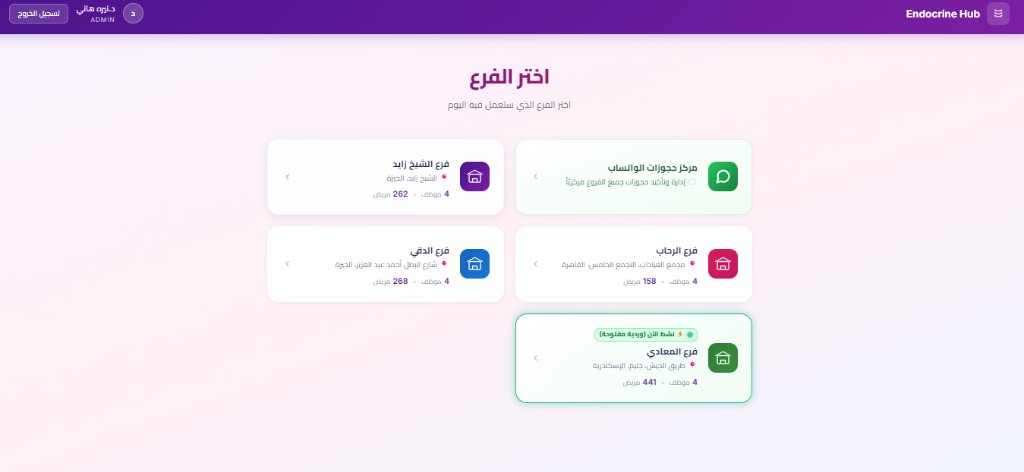 Endocrine Hub
د
د.نيره هاني
ADMIN
تسجيل الخروج
اختر الفرع
اختر الفرع الذي ستعمل فيه اليوم
مركز حجوزات الواتساب
إدارة وتأكيد حجوزات جميع الفروع مركزيًا
فرع الشيخ زايد
الشيخ زايد، الجيزة
4 موظف • 262 مريض
فرع الرحاب
مجمع العيادات، التجمع الخامس، القاهرة
4 موظف • 158 مريض
فرع الدقي
شارع البطل أحمد عبد العزيز، الجيزة
4 موظف • 268 مريض
نشط الآن (وردية مفتوحة)
فرع المعادي
طريق الجيش، جليم، الإسكندرية
4 موظف • 441 مريض